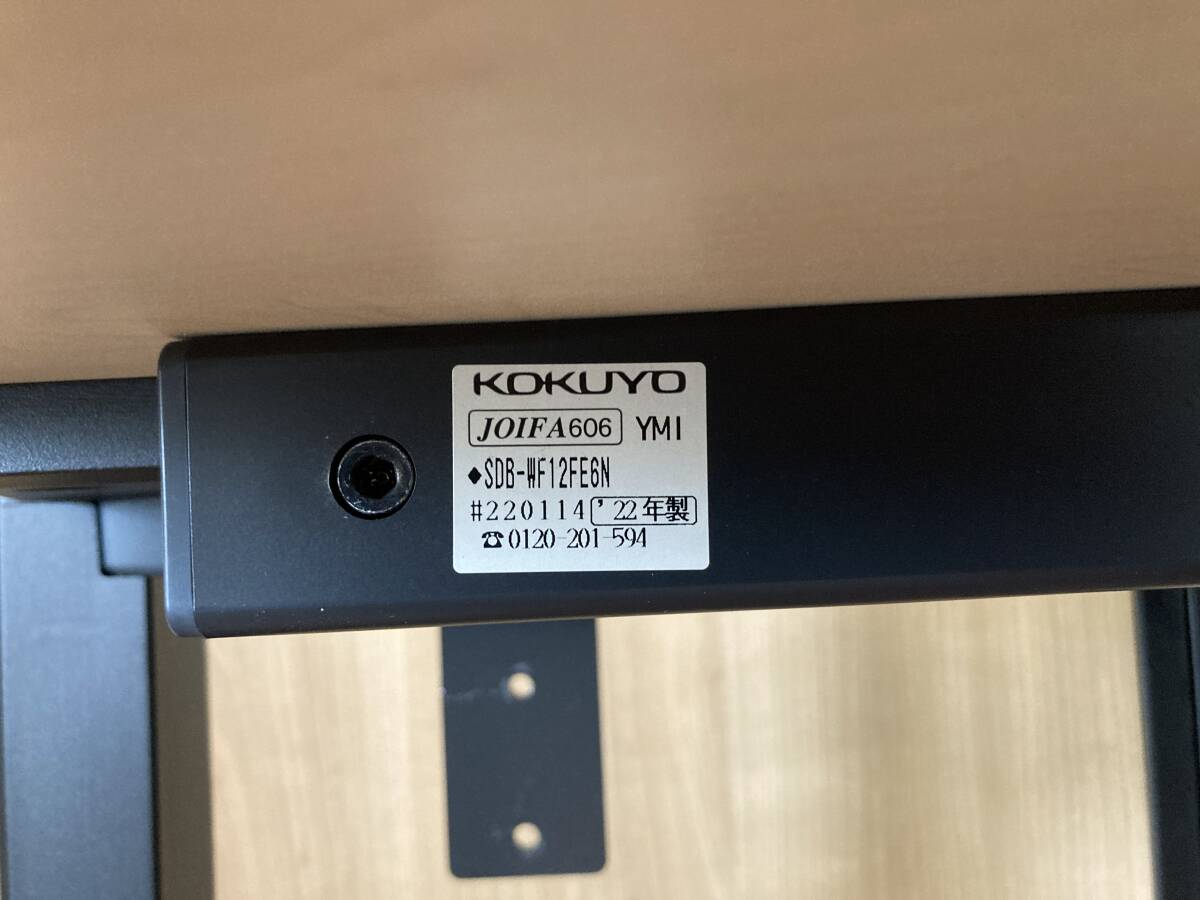 KOKUYO
JOIFA606 YMI
◆SDB-WF12FE6N
#220114 '22年製
☎0120-201-594